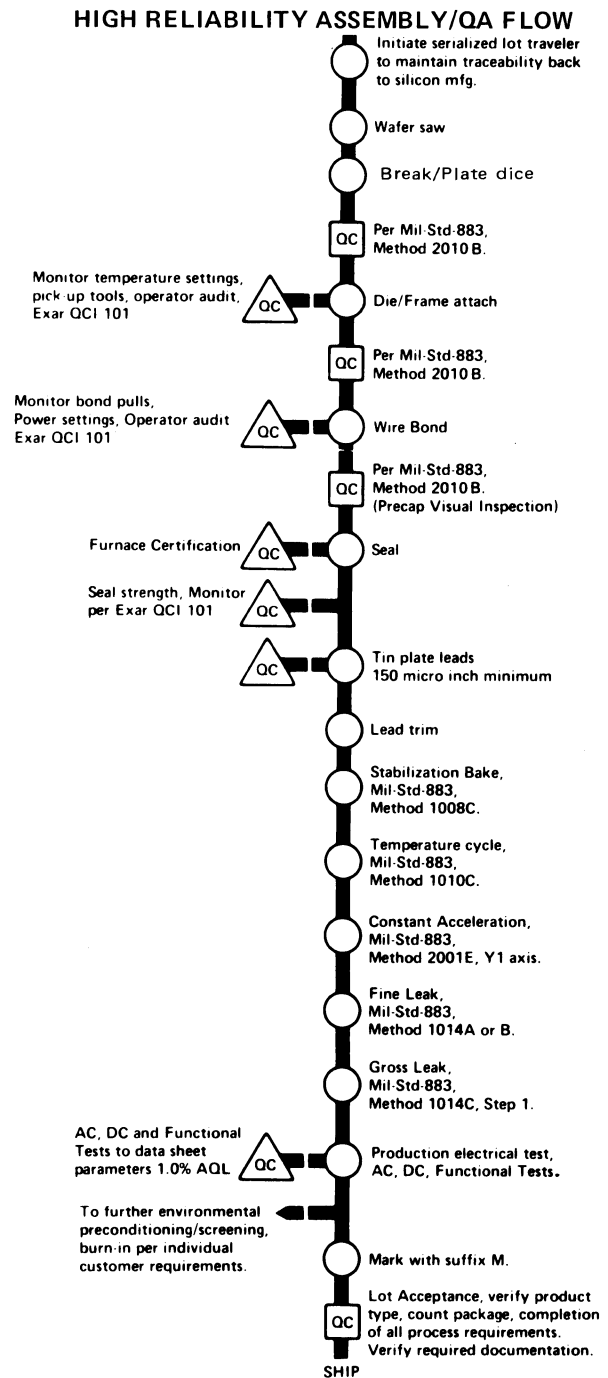 HIGH RELIABILITY ASSEMBLY/QA FLOW
Initiate serialized lot traveler
to maintain traceability back
to silicon mfg.
Wafer saw
Break/Plate dice
QC
Per Mil-Std-883,
Method 2010 B.
Monitor temperature settings,
pick-up tools, operator audit,
Exar QCI 101
QC
Die/Frame attach
QC
Per Mil-Std-883,
Method 2010 B.
Monitor bond pulls,
Power settings, Operator audit
Exar QCI 101
QC
Wire Bond
QC
Per Mil-Std-883,
Method 2010 B.
(Precap Visual Inspection)
Furnace Certification
QC
Seal
Seal strength, Monitor
per Exar QCI 101
QC
QC
Tin plate leads
150 micro inch minimum
Lead trim
Stabilization Bake,
Mil-Std-883,
Method 1008C.
Temperature cycle,
Mil-Std-883,
Method 1010C.
Constant Acceleration,
Mil-Std-883,
Method 2001E, Y1 axis.
Fine Leak,
Mil-Std-883,
Method 1014A or B.
Gross Leak,
Mil-Std-883,
Method 1014C, Step 1.
AC, DC and Functional
Tests to data sheet
parameters 1.0% AQL
QC
Production electrical test,
AC, DC, Functional Tests.
To further environmental
preconditioning/screening,
burn-in per individual
customer requirements.
Mark with suffix M.
QC
Lot Acceptance, verify product
type, count package, completion
of all process requirements.
Verify required documentation.
SHIP